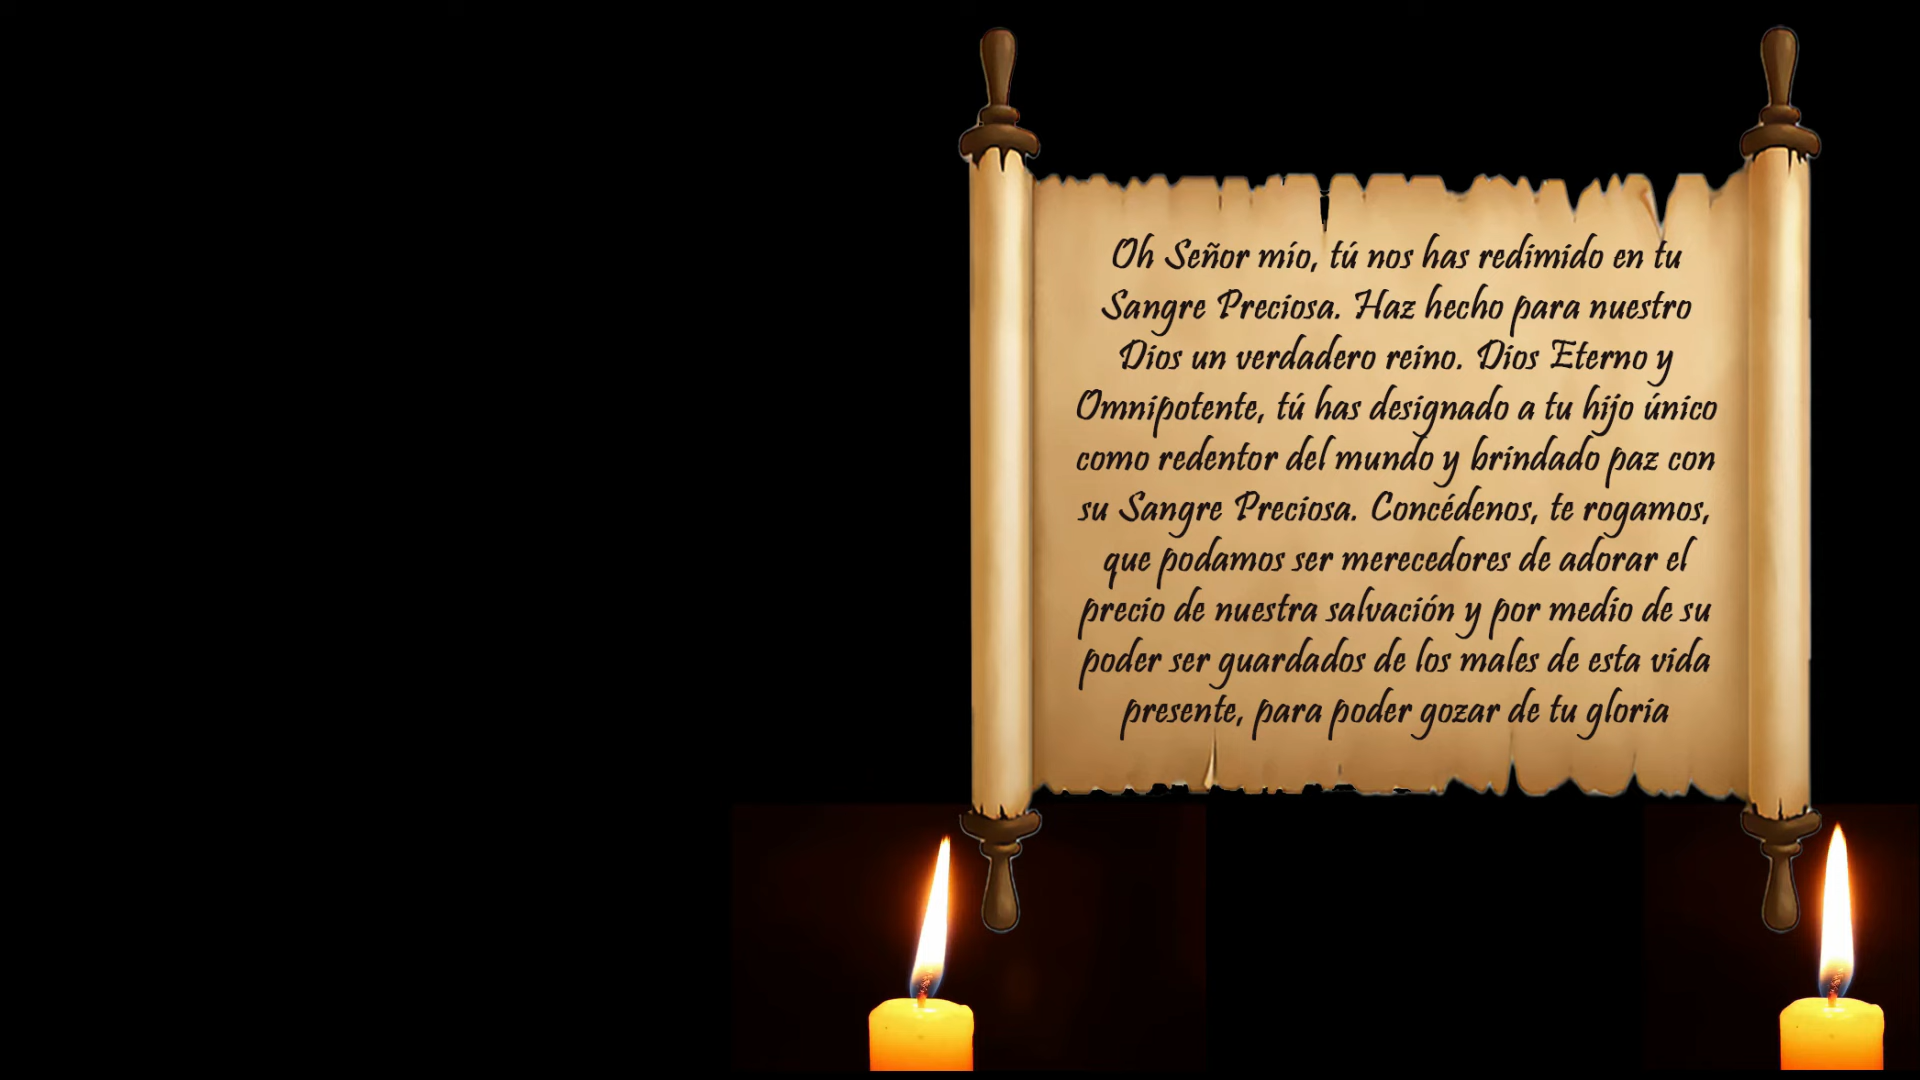 Oh Señor mío, tú nos has redimido en tu
Sangre Preciosa. Haz hecho para nuestro
Dios un verdadero reino. Dios Eterno y
Omnipotente, tú has designado a tu hijo único
como redentor del mundo y brindado paz con
su Sangre Preciosa. Concédenos, te rogamos,
que podamos ser merecedores de adorar el
precio de nuestra salvación y por medio de su
poder ser guardados de los males de esta vida
presente, para poder gozar de tu gloria